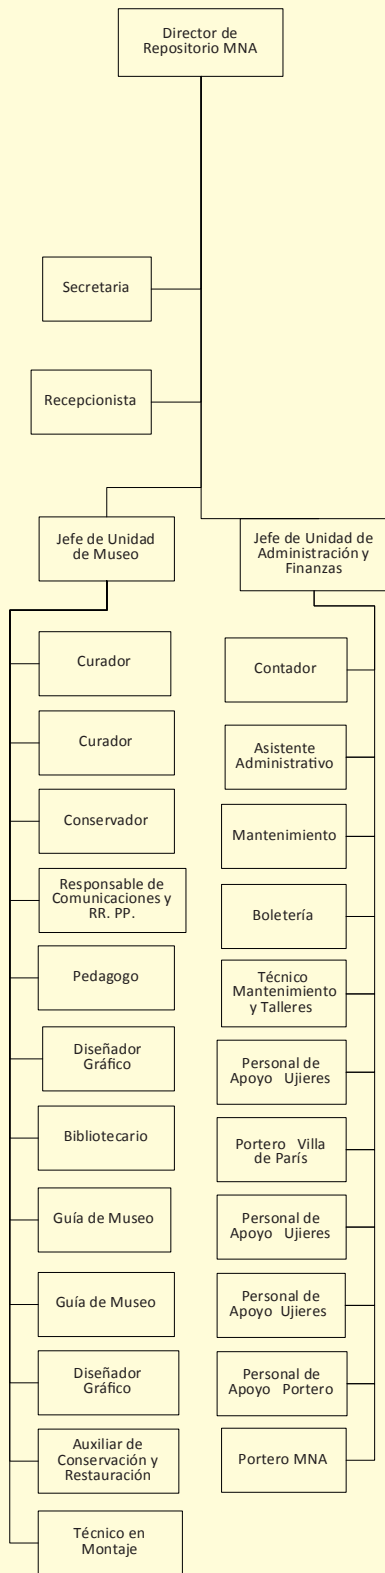 Director de
Repositorio MNA
Secretaria
Recepcionista
Jefe de Unidad
de Museo
Curador
Curador
Conservador
Responsable de
Comunicaciones y
RR. PP.
Pedagogo
Diseñador
Gráfico
Bibliotecario
Guía de Museo
Guía de Museo
Diseñador
Gráfico
Auxiliar de
Conservación y
Restauración
Técnico en
Montaje
Jefe de Unidad de
Administración y
Finanzas
Contador
Asistente
Administrativo
Mantenimiento
Boletería
Técnico
Mantenimiento
y Talleres
Personal de
Apoyo Ujieres
Portero Villa
de París
Personal de
Apoyo Ujieres
Personal de
Apoyo Ujieres
Personal de
Apoyo Portero
Portero MNA